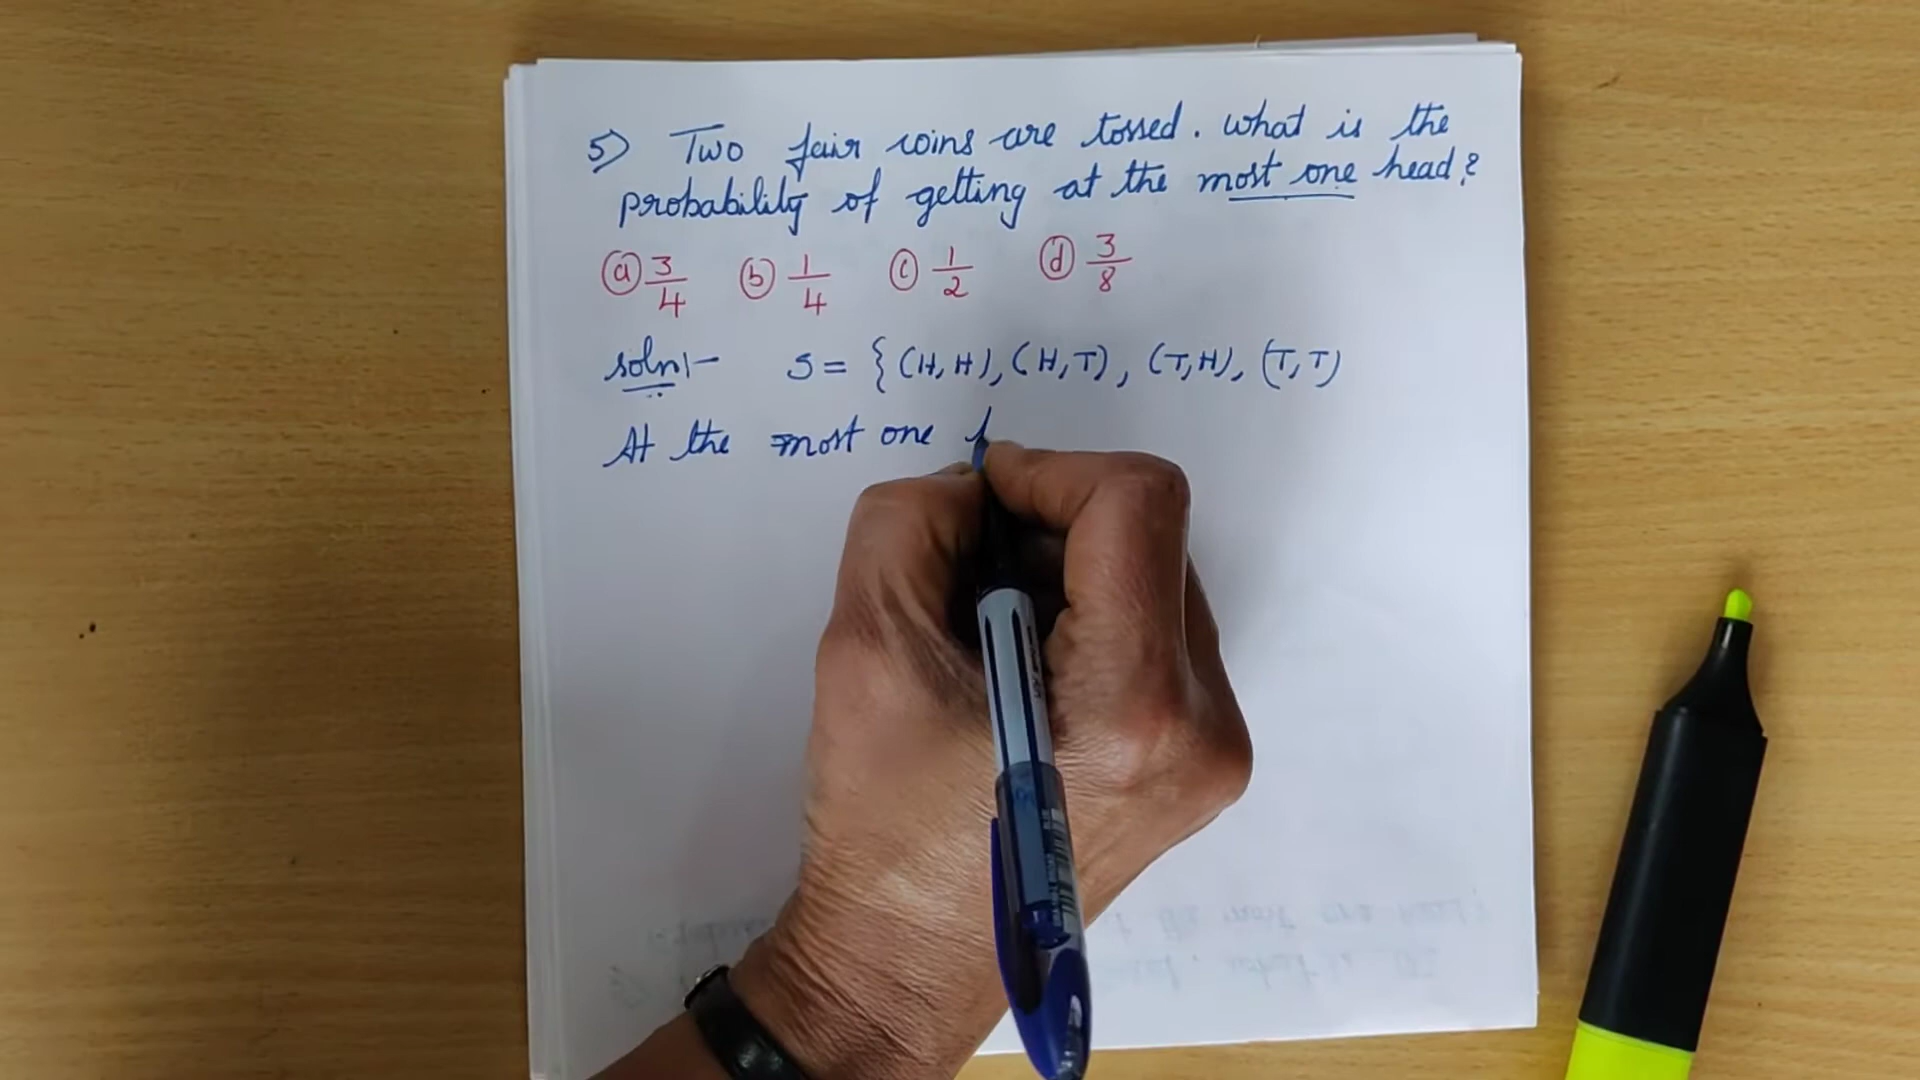 5) Two fair coins are tossed. What is the
probability of getting at the most one head?
(a) 3/4 (b) 1/4 (c) 1/2 (d) 3/8
soln:- S = {(H, H), (H, T), (T, H), (T, T)
At the most one